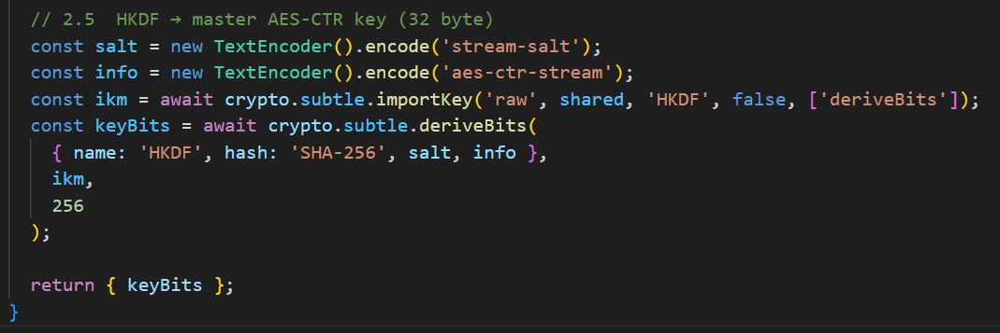 // 2.5  HKDF → master AES-CTR key (32 byte)
const salt = new TextEncoder().encode('stream-salt');
const info = new TextEncoder().encode('aes-ctr-stream');
const ikm = await crypto.subtle.importKey('raw', shared, 'HKDF', false, ['deriveBits']);
const keyBits = await crypto.subtle.deriveBits(
  { name: 'HKDF', hash: 'SHA-256', salt, info },
  ikm,
  256
);
return { keyBits };
}